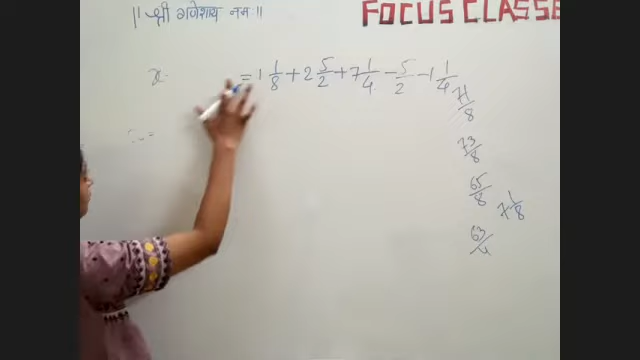 ॥ श्री गणेशाय नमः ॥
FOCUS CLASSE
= 1 1/8 + 2 5/2 + 7 1/4 - 5/2 - 1 1/4
71/8
73/8
65/8
7 1/8